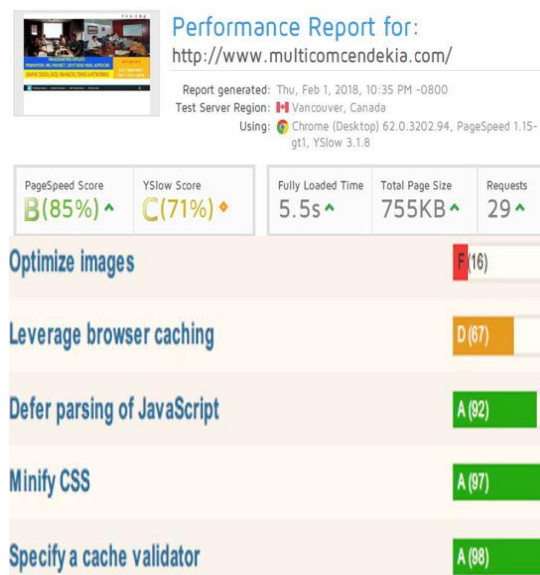 Performance Report for:
http://www.multicomcendekia.com/
Report generated: Thu, Feb 1, 2018, 10:35 PM -0800
Test Server Region: Vancouver, Canada
Using: Chrome (Desktop) 62.0.3202.94, PageSpeed 1.15-
gt1, YSlow 3.1.8
PageSpeed Score YSlow Score Fully Loaded Time Total Page Size Requests
B(85%) C(71%) 5.5s 755KB 29
Optimize images F (16)
Leverage browser caching D (67)
Defer parsing of JavaScript A (92)
Minify CSS A (97)
Specify a cache validator A (98)